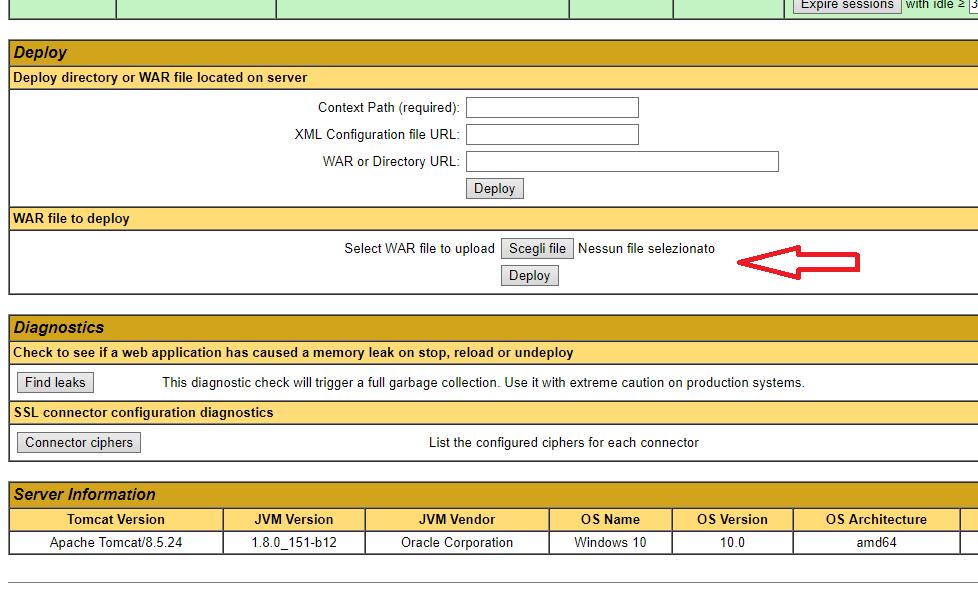 Expire sessions with idle ≥
Deploy
Deploy directory or WAR file located on server
Context Path (required):
XML Configuration file URL:
WAR or Directory URL:
Deploy
WAR file to deploy
Select WAR file to upload Scegli file Nessun file selezionato
Deploy
Diagnostics
Check to see if a web application has caused a memory leak on stop, reload or undeploy
Find leaks This diagnostic check will trigger a full garbage collection. Use it with extreme caution on production systems.
SSL connector configuration diagnostics
Connector ciphers List the configured ciphers for each connector
Server Information
Tomcat Version JVM Version JVM Vendor OS Name OS Version OS Architecture
Apache Tomcat/8.5.24 1.8.0_151-b12 Oracle Corporation Windows 10 10.0 amd64